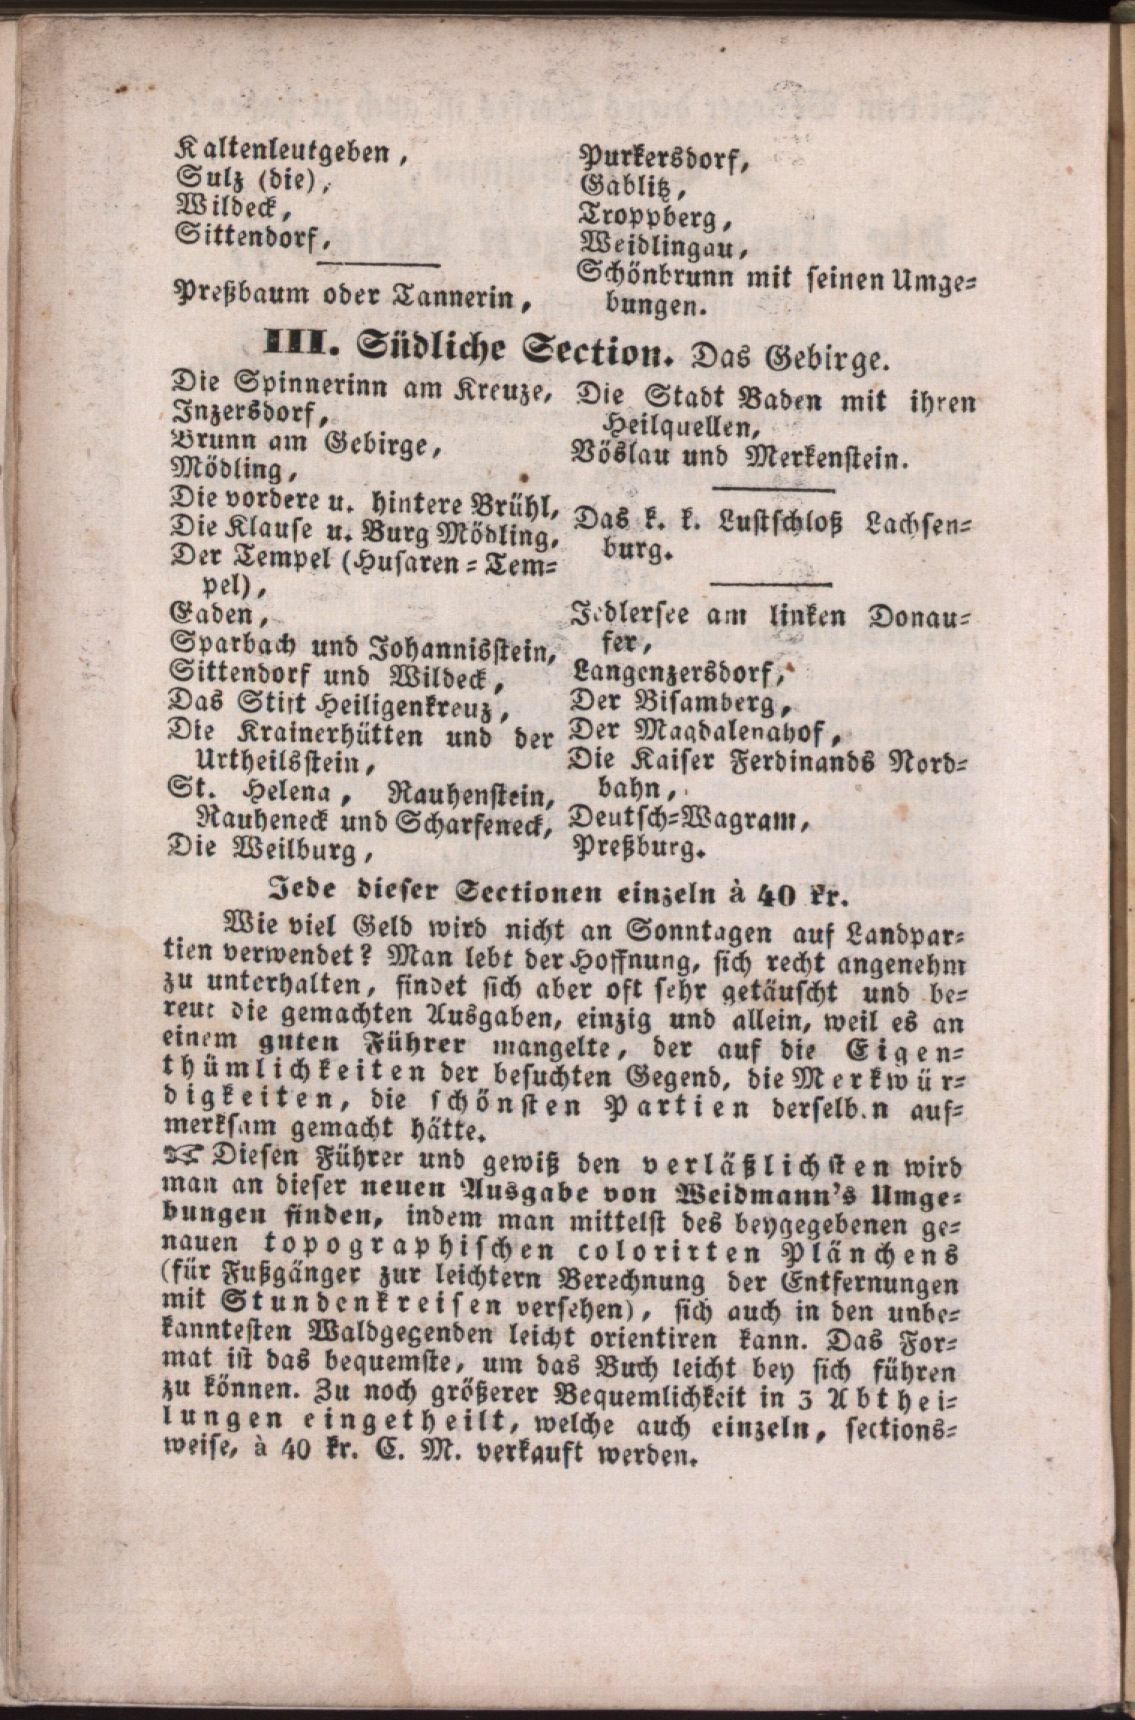 Kaltenleutgeben,
Sulz (die),
Wildeck,
Sittendorf,
Preßbaum oder Tannerin,
Purkersdorf,
Gablitz,
Troppberg,
Weidlingau,
Schönbrunn mit seinen Umge-
bungen.
III. Südliche Section. Das Gebirge.
Die Spinnerinn am Kreuze,
Inzersdorf,
Brunn am Gebirge,
Mödling,
Die vordere u. hintere Brühl,
Die Klause u. Burg Mödling,
Der Tempel (Husaren-Tem-
pel),
Gaden,
Sparbach und Johannisstein,
Sittendorf und Wildeck,
Das Stift Heiligenkreuz,
Die Krainerhütten und der
Urtheilsstein,
St. Helena, Rauhenstein,
Rauheneck und Scharfeneck,
Die Weilburg,
Die Stadt Baden mit ihren
Heilquellen,
Vöslau und Merkenstein.
Das k. k. Lustschloß Lachsen-
burg.
Jedlersee am linken Donau-
fer,
Langenzersdorf,
Der Bisamberg,
Der Magdalenahof,
Die Kaiser Ferdinands Nord-
bahn,
Deutsch-Wagram,
Preßburg.
Jede dieser Sectionen einzeln à 40 kr.
Wie viel Geld wird nicht an Sonntagen auf Landpar-
tien verwendet? Man lebt der Hoffnung, sich recht angenehm
zu unterhalten, findet sich aber oft sehr getäuscht und be-
reut die gemachten Ausgaben, einzig und allein, weil es an
einem guten Führer mangelte, der auf die Eigen-
thümlichkeiten der besuchten Gegend, die Merkwür-
digkeiten, die schönsten Partien derselb.n auf-
merksam gemacht hätte.
Diesen Führer und gewiß den verläßlichsten wird
man an dieser neuen Ausgabe von Weidmann's Umge-
bungen finden, indem man mittelst des beygegebenen ge-
nauen topographischen colorirten Plänchens
(für Fußgänger zur leichtern Berechnung der Entfernungen
mit Stundenkreisen versehen), sich auch in den unbe-
kanntesten Waldgegenden leicht orientiren kann. Das For-
mat ist das bequemste, um das Buch leicht bey sich führen
zu können. Zu noch größerer Bequemlichkeit in 3 Abthei-
lungen eingetheilt, welche auch einzeln, sections-
weise, à 40 kr. C. M. verkauft werden.